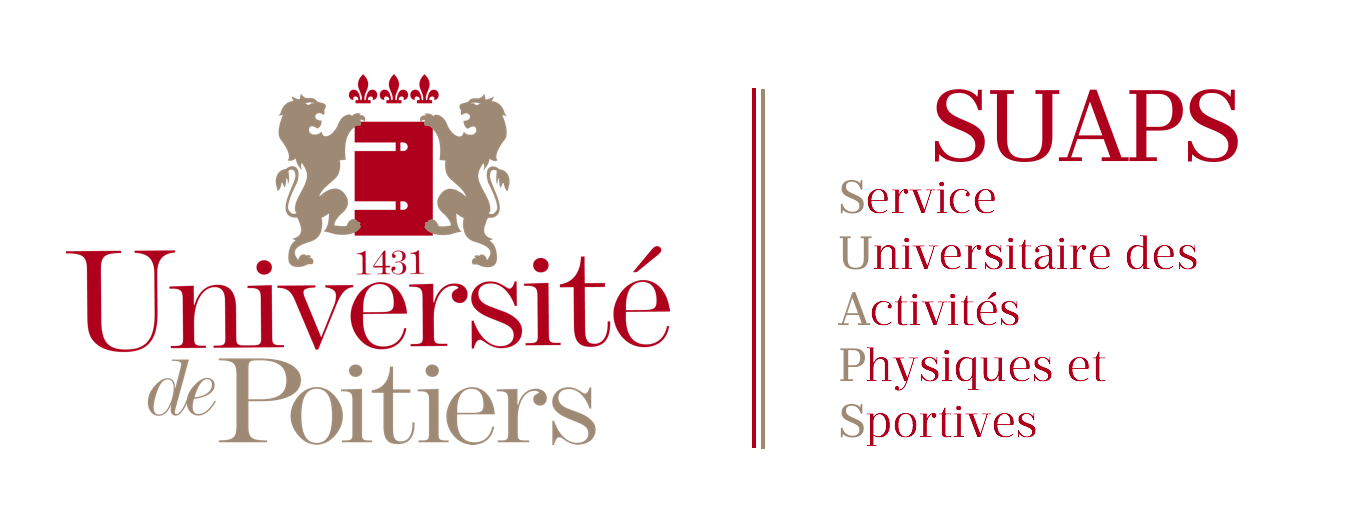 1431
Université
de Poitiers
SUAPS
Service
Universitaire des
Activités
Physiques et
Sportives